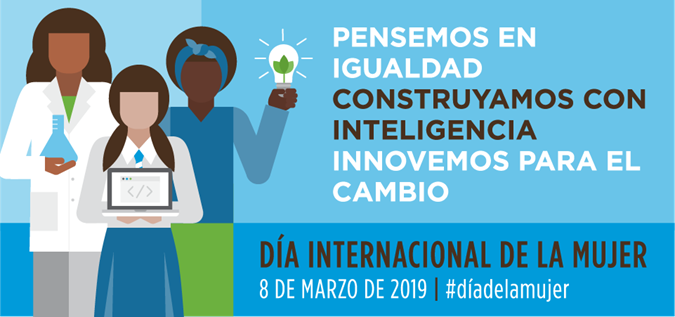 PENSEMOS EN
IGUALDAD
CONSTRUYAMOS CON
INTELIGENCIA
INNOVEMOS PARA EL
CAMBIO
</>
DÍA INTERNACIONAL DE LA MUJER
8 DE MARZO DE 2019 | #díadelamujer